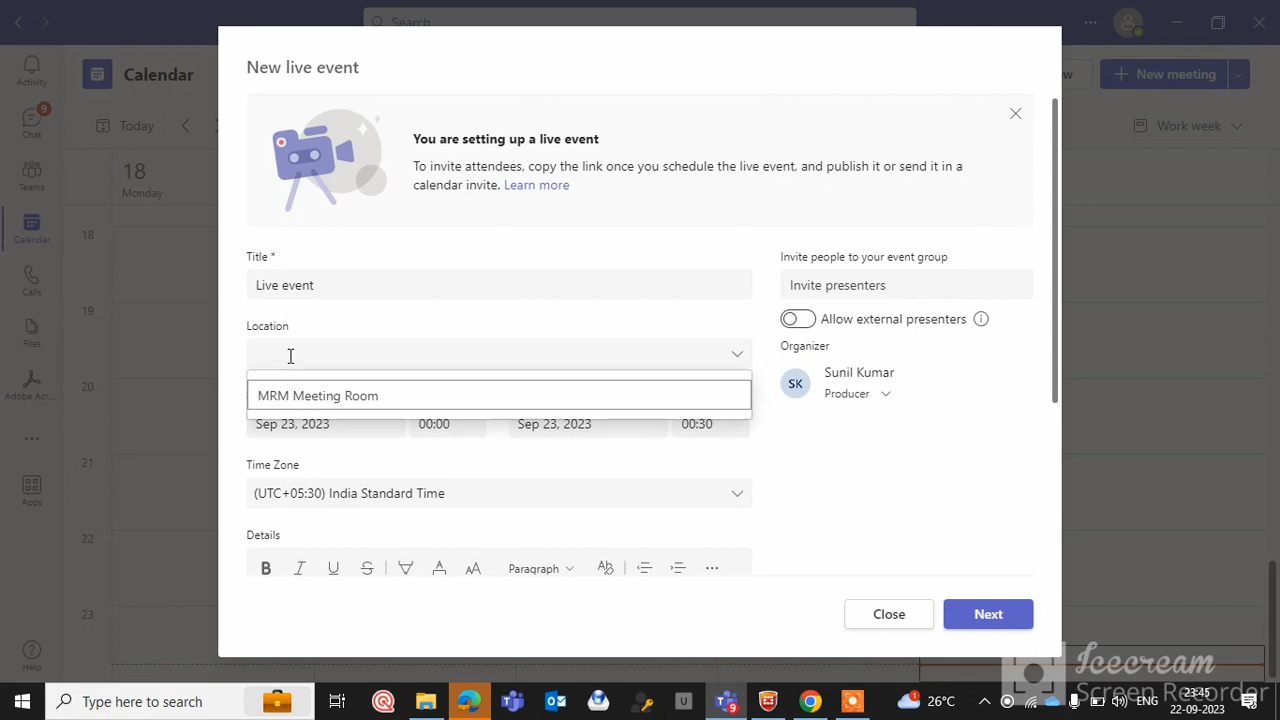 Search
Activity
9
Chat
Teams
Calendar
Calls
Files
Adobe Acr...
Apps
Help
Calendar
New meeting
Today
Work week
18
Monday
18
19
20
21
22
23
New live event
You are setting up a live event
To invite attendees, copy the link once you schedule the live event, and publish it or send it in a
calendar invite. Learn more
Title *
Live event
Location
MRM Meeting Room
Sep 23, 2023 00:00 Sep 23, 2023 00:30
Time Zone
(UTC+05:30) India Standard Time
Details
B I U S A AA Paragraph Ab ...
Invite people to your event group
Invite presenters
Allow external presenters
Organizer
SK
Sunil Kumar
Producer
Close
Next
Icecream
Screen Recorder
Type here to search
9
26°C
ENG
23:45
22-09-2023